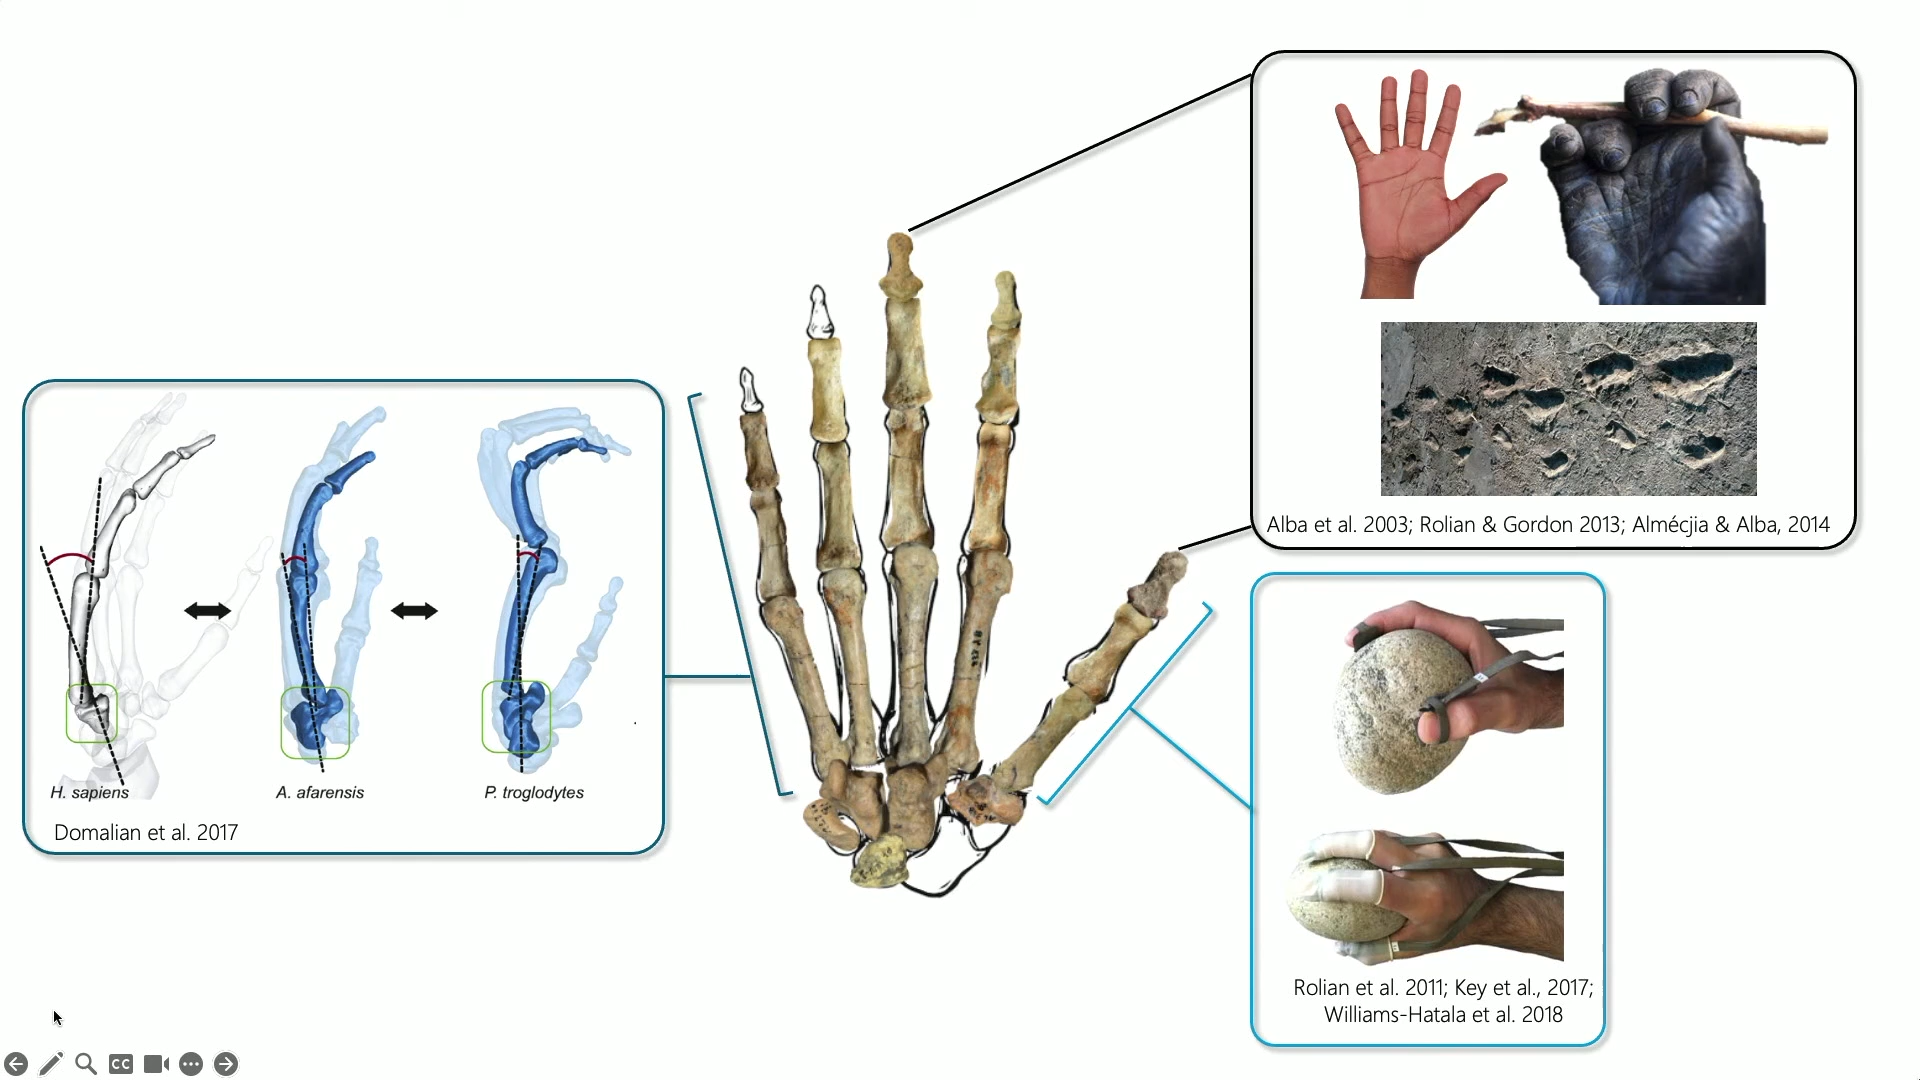 Alba et al. 2003; Rolian & Gordon 2013; Almécjia & Alba, 2014
H. sapiens
A. afarensis
P. troglodytes
Domalian et al. 2017
Rolian et al. 2011; Key et al., 2017;
Williams-Hatala et al. 2018
CC